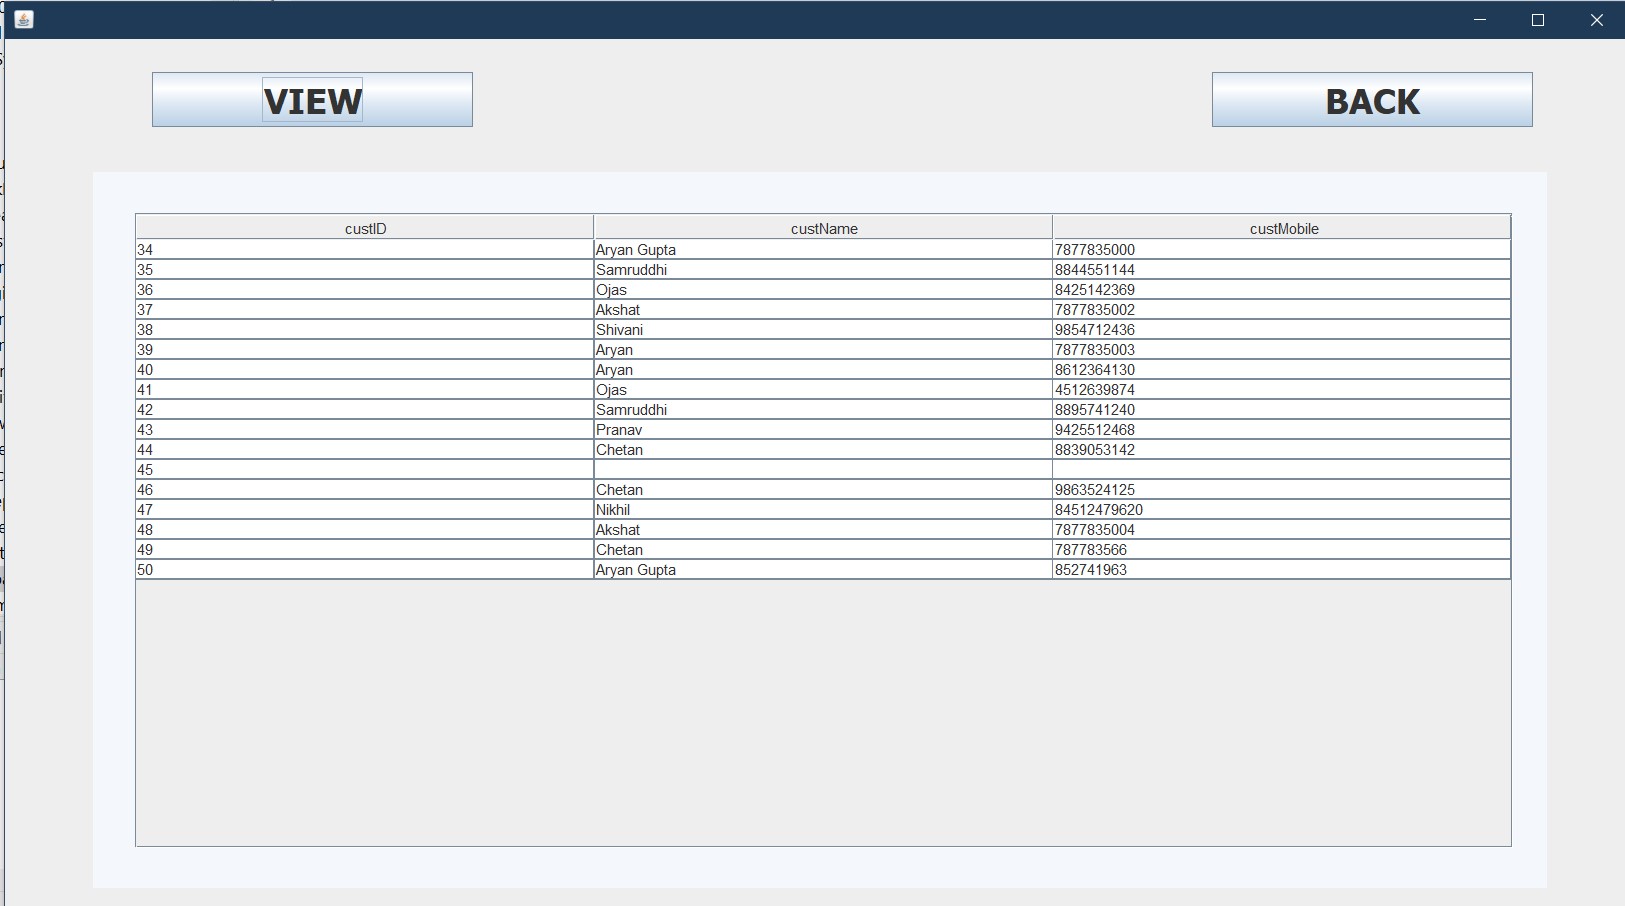 VIEW BACK
custID custName custMobile
34 Aryan Gupta 7877835000
35 Samruddhi 8844551144
36 Ojas 8425142369
37 Akshat 7877835002
38 Shivani 9854712436
39 Aryan 7877835003
40 Aryan 8612364130
41 Ojas 4512639874
42 Samruddhi 8895741240
43 Pranav 9425512468
44 Chetan 8839053142
45
46 Chetan 9863524125
47 Nikhil 84512479620
48 Akshat 7877835004
49 Chetan 787783566
50 Aryan Gupta 852741963